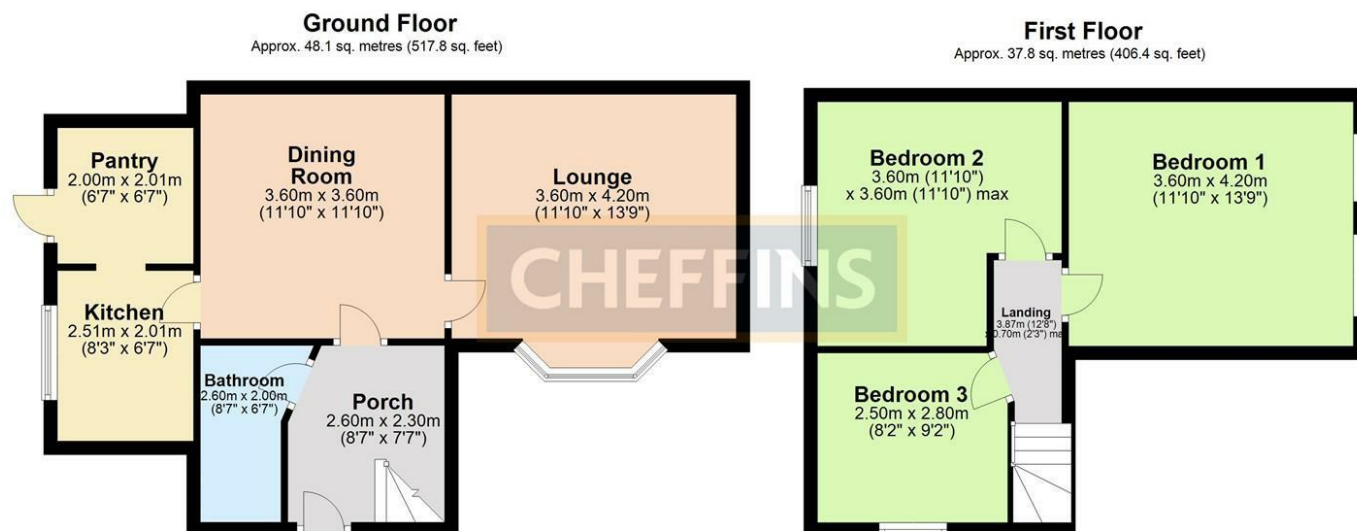 Ground Floor
Approx. 48.1 sq. metres (517.8 sq. feet)
Pantry
2.00m x 2.01m
(6'7" x 6'7")
Dining
Room
3.60m x 3.60m
(11'10" x 11'10")
Lounge
3.60m x 4.20m
(11'10" x 13'9")
Kitchen
2.51m x 2.01m
(8'3" x 6'7")
Bathroom
2.60m x 2.00m
(8'7" x 6'7")
Porch
2.60m x 2.30m
(8'7" x 7'7")
CHEFFINS
First Floor
Approx. 37.8 sq. metres (406.4 sq. feet)
Bedroom 2
3.60m (11'10")
x 3.60m (11'10") max
Bedroom 1
3.60m x 4.20m
(11'10" x 13'9")
Landing
3.87m (12'8")
x 0.70m (2'3") max
Bedroom 3
2.50m x 2.80m
(8'2" x 9'2")